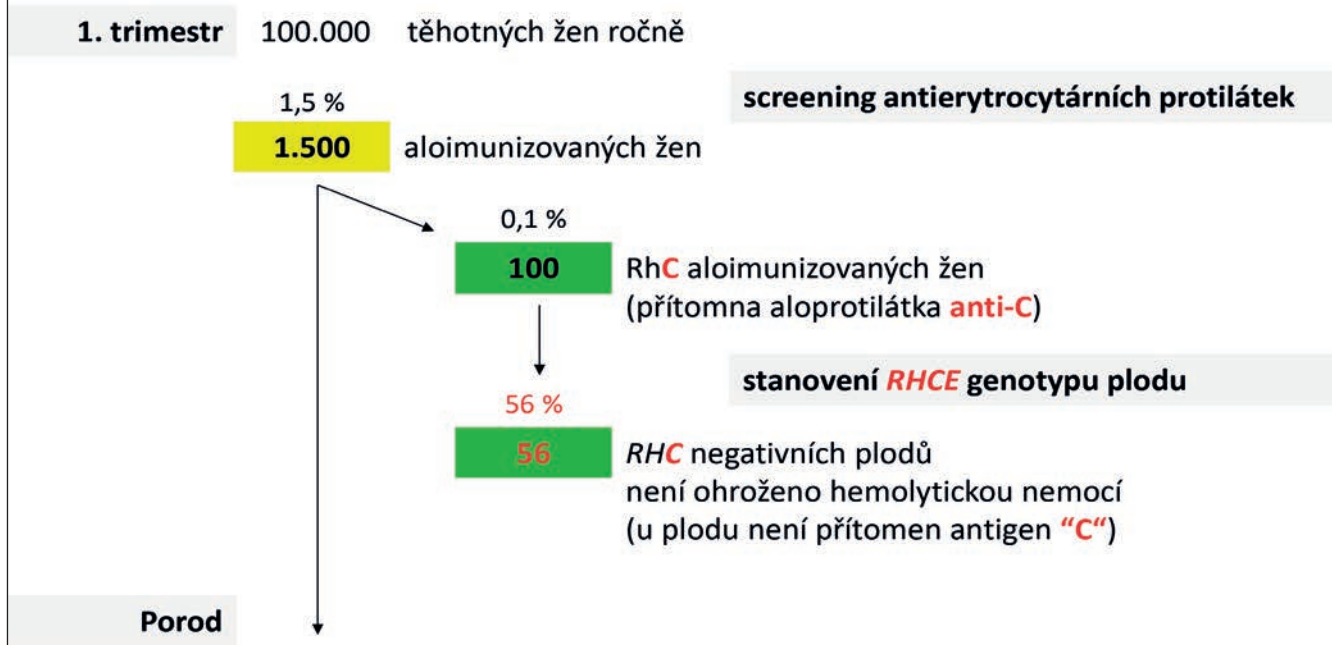 1. trimestr 100.000 těhotných žen ročně
screening antierytrocytárních protilátek
1,5 %
1.500 aloimunizovaných žen
0,1 %
100 RhC aloimunizovaných žen
(přítomna aloprotilátka anti-C)
stanovení RHCE genotypu plodu
56 %
56 RHC negativních plodů
není ohroženo hemolytickou nemocí
(u plodu není přítomen antigen “C“)
Porod